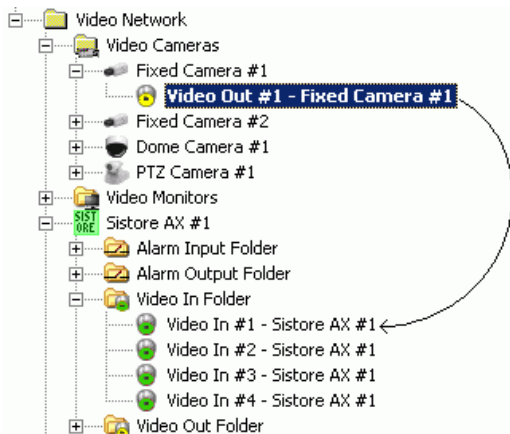 Video Network
Video Cameras
Fixed Camera #1
Video Out #1 - Fixed Camera #1
Fixed Camera #2
Dome Camera #1
PTZ Camera #1
Video Monitors
SIST
ORE
Sistore AX #1
Alarm Input Folder
Alarm Output Folder
Video In Folder
Video In #1 - Sistore AX #1
Video In #2 - Sistore AX #1
Video In #3 - Sistore AX #1
Video In #4 - Sistore AX #1
Video Out Folder